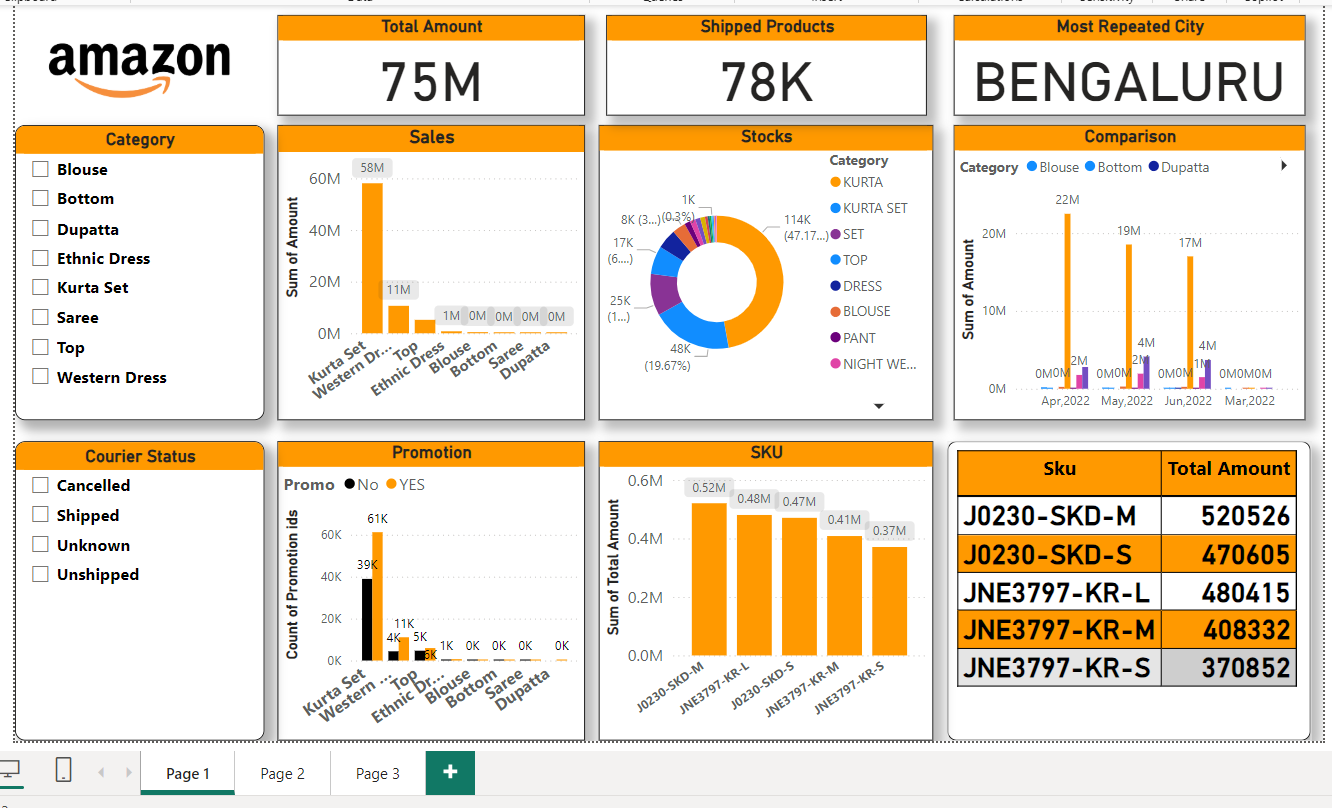 Total Amount
75M
Shipped Products
78K
Most Repeated City
BENGALURU
amazon
Category
Blouse
Bottom
Dupatta
Ethnic Dress
Kurta Set
Saree
Top
Western Dress
Sales
Sum of Amount
60M
40M
20M
0M
58M
11M
1M
0M
0M
0M
0M
Kurta Set
Western Dr...
Top
Ethnic Dress
Blouse
Bottom
Saree
Dupatta
Stocks
1K
(0.3%)
8K (3...)
17K
(6....)
25K
(1...)
48K
(19.67%)
114K
(47.17...)
Category
KURTA
KURTA SET
SET
TOP
DRESS
BLOUSE
PANT
NIGHT WE...
Comparison
Category Blouse Bottom Dupatta
Sum of Amount
20M
10M
0M
22M
19M
17M
0M
0M
2M
0M
0M
2M
4M
0M
0M
1M
4M
0M
0M
0M
Apr,2022
May,2022
Jun,2022
Mar,2022
Courier Status
Cancelled
Shipped
Unknown
Unshipped
Promotion
Promo No YES
Count of Promotion ids
60K
40K
20K
0K
39K
61K
4K
11K
5K
6K
1K
0K
0K
0K
0K
Kurta Set
Western ...
Top
Ethnic Dr...
Blouse
Bottom
Saree
Dupatta
SKU
Sum of Total Amount
0.6M
0.4M
0.2M
0.0M
0.52M
0.48M
0.47M
0.41M
0.37M
J0230-SKD-M
JNE3797-KR-L
J0230-SKD-S
JNE3797-KR-M
JNE3797-KR-S
Sku Total Amount
J0230-SKD-M 520526
J0230-SKD-S 470605
JNE3797-KR-L 480415
JNE3797-KR-M 408332
JNE3797-KR-S 370852
Page 1 Page 2 Page 3 +